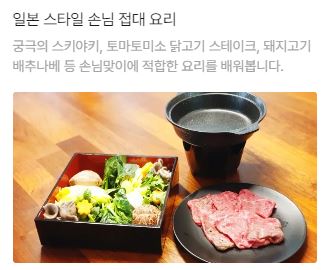 일본 스타일 손님 접대 요리
궁극의 스키야키, 토마토미소 닭고기 스테이크, 돼지고기
배추나베 등 손님맞이에 적합한 요리를 배워봅니다.